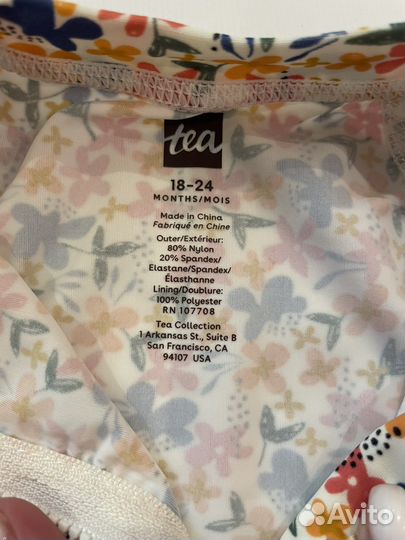 tea
18-24
MONTHS/MOIS
Made in China
Fabriqué en Chine
Outer/Extérieur:
80% Nylon
20% Spandex/
Elastane/Spandex/
Élasthanne
Lining/Doublure:
100% Polyester
RN 107708
Tea Collection
1 Arkansas St., Suite B
San Francisco, CA
94107 USA
Avito